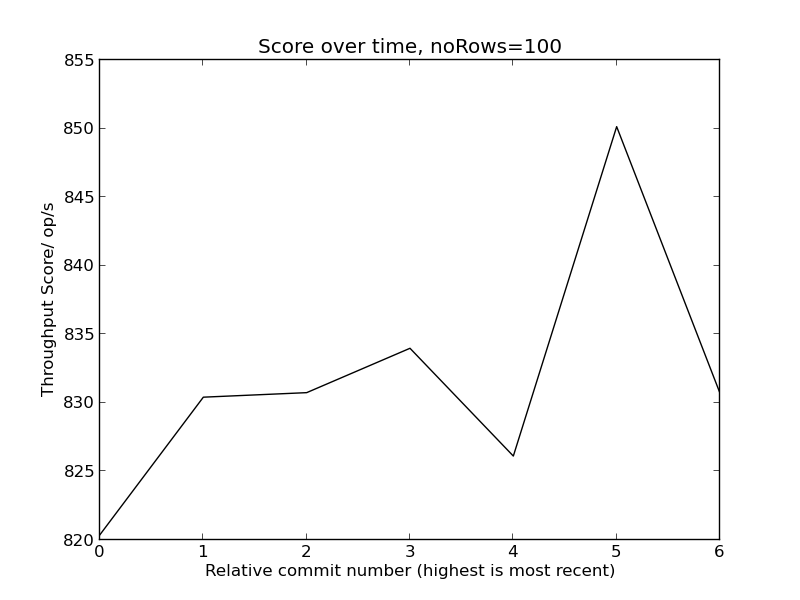 Score over time, noRows=100
855
850
845
840
835
830
825
820
Throughput Score/ op/s
0 1 2 3 4 5 6
Relative commit number (highest is most recent)